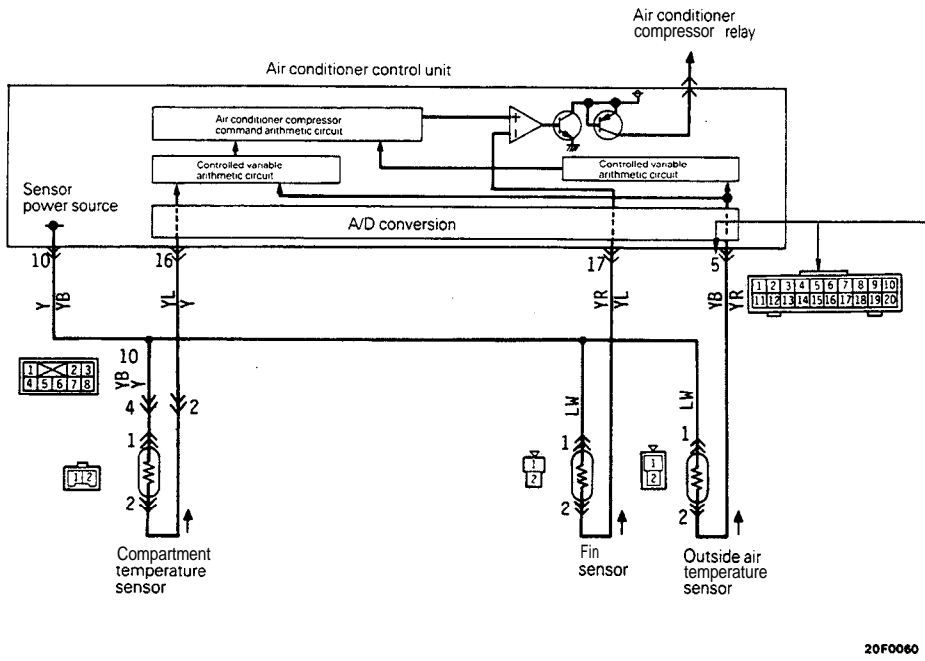 Air conditioner
compressor relay
Air conditioner control unit
Air conditioner compressor
command arithmetic circuit
Controlled variable
arithmetic circuit
Controlled variable
arithmetic circuit
Sensor
power source
A/D conversion
10
16
17
5
Y
YB
YL
Y
YR
YL
YB
YR
1 2 3 4 5 6 7 8 9 10
11 12 13 14 15 16 17 18 19 20
10
YB
Y
1 2 3
4 5 6 7 8
4
2
LW
LW
1
1
1
1 2
1
2
1
2
2
2
2
Compartment
temperature
sensor
Fin
sensor
Outside air
temperature
sensor
20F0060